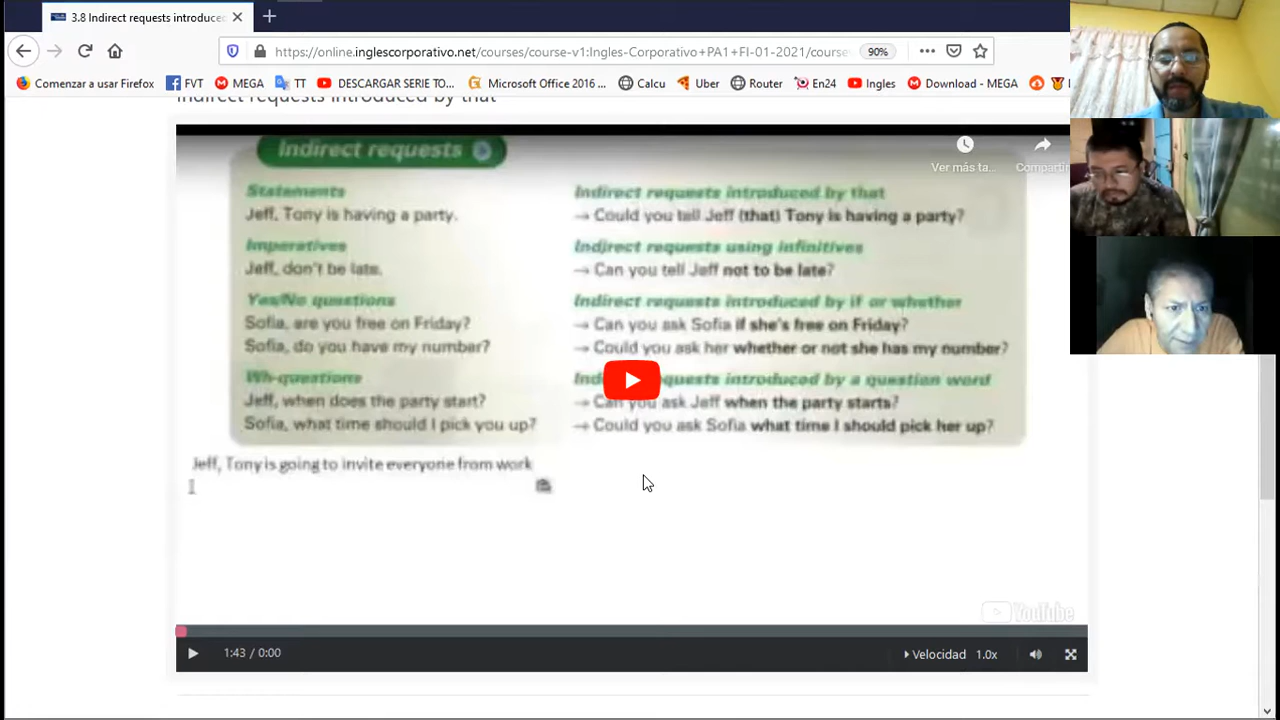 3.8 Indirect requests introduced
https://online.inglescorporativo.net/courses/course-v1:Ingles-Corporativo+PA1+FI-01-2021/course
90%
Comenzar a usar Firefox
FVT
MEGA
TT
DESCARGAR SERIE TO...
Microsoft Office 2016 ...
Calcu
Uber
Router
En24
Ingles
Download - MEGA
Indirect requests introduced by that
Indirect requests
Ver más ta...
Compartir
Statements
Indirect requests introduced by that
Jeff, Tony is having a party.
→ Could you tell Jeff (that) Tony is having a party?
Imperatives
Indirect requests using infinitives
Jeff, don't be late.
→ Can you tell Jeff not to be late?
Yes/No questions
Indirect requests introduced by if or whether
Sofia, are you free on Friday?
→ Can you ask Sofia if she's free on Friday?
Sofia, do you have my number?
→ Could you ask her whether or not she has my number?
Wh-questions
Ind quests introduced by a question word
Jeff, when does the party start?
→ Can you ask Jeff when the party starts?
Sofia, what time should I pick you up?
→ Could you ask Sofia what time I should pick her up?
Jeff, Tony is going to invite everyone from work
YouTube
1:43 / 0:00
Velocidad 1.0x